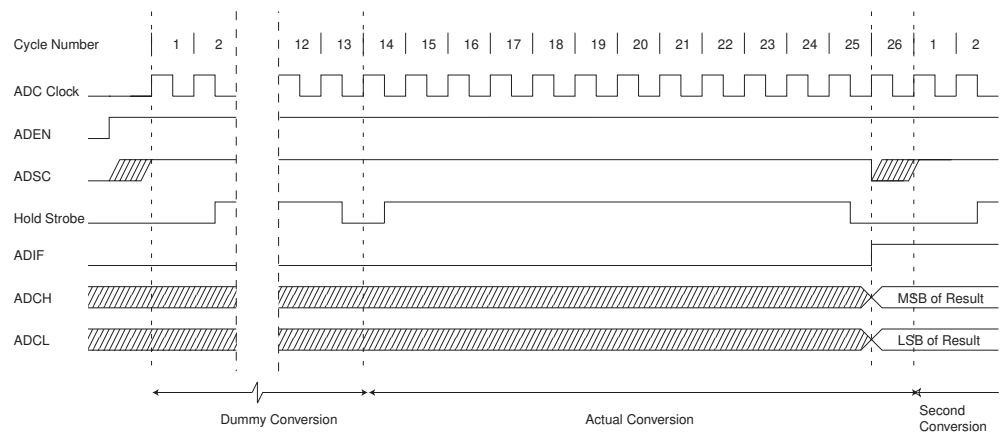 Cycle Number 1 2 12 13 14 15 16 17 18 19 20 21 22 23 24 25 26 1 2
ADC Clock
ADEN
ADSC
Hold Strobe
ADIF
ADCH MSB of Result
ADCL LSB of Result
Dummy Conversion Actual Conversion Second
Conversion